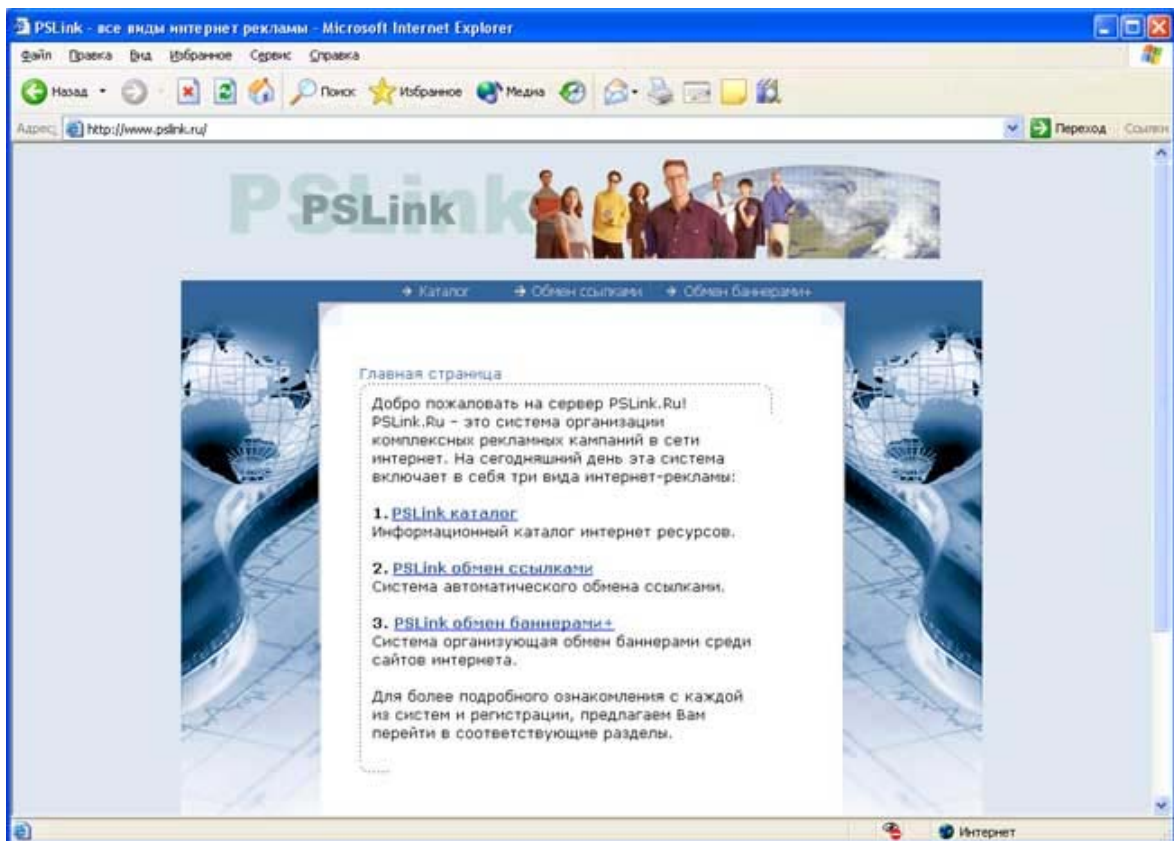 PSLink - все виды интернет рекламы - Microsoft Internet Explorer
Файл Правка Вид Избранное Сервис Справка
Назад Поиск Избранное Медиа
Адрес: http://www.pslink.ru/ Переход Ссылки
PSLink
PSLink
Каталог Обмен ссылками Обмен баннерами+
Главная страница
Добро пожаловать на сервер PSLink.Ru!
PSLink.Ru - это система организации
комплексных рекламных кампаний в сети
интернет. На сегодняшний день эта система
включает в себя три вида интернет-рекламы:
1. PSLink каталог
Информационный каталог интернет ресурсов.
2. PSLink обмен ссылками
Система автоматического обмена ссылками.
3. PSLink обмен баннерами+
Система организующая обмен баннерами среди
сайтов интернета.
Для более подробного ознакомления с каждой
из систем и регистрации, предлагаем Вам
перейти в соответствующие разделы.
Интернет